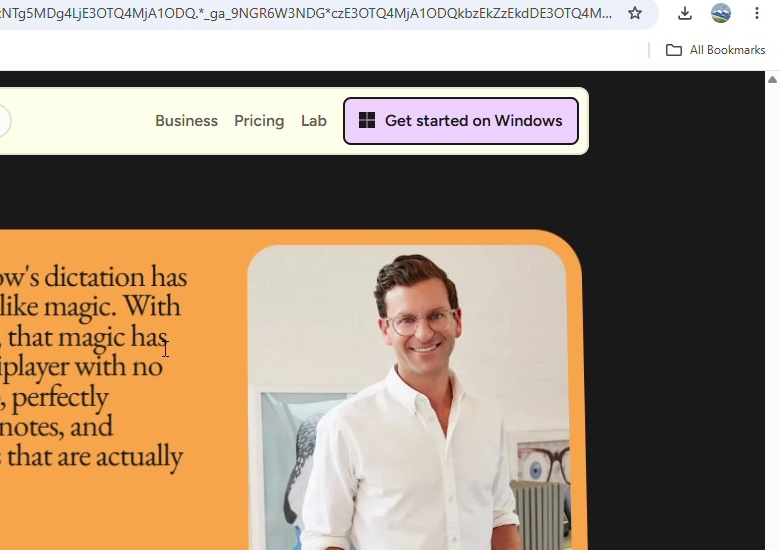 NTg5MDg4LjE3OTQ4MjA1ODQ.*_ga_9NGR6W3NDG*czE3OTQ4MjA1ODQkbzEkZzEkdDE3OTQ4M...
All Bookmarks
Business Pricing Lab Get started on Windows
ow's dictation has
like magic. With
, that magic has
iplayer with no
, perfectly
notes, and
s that are actually